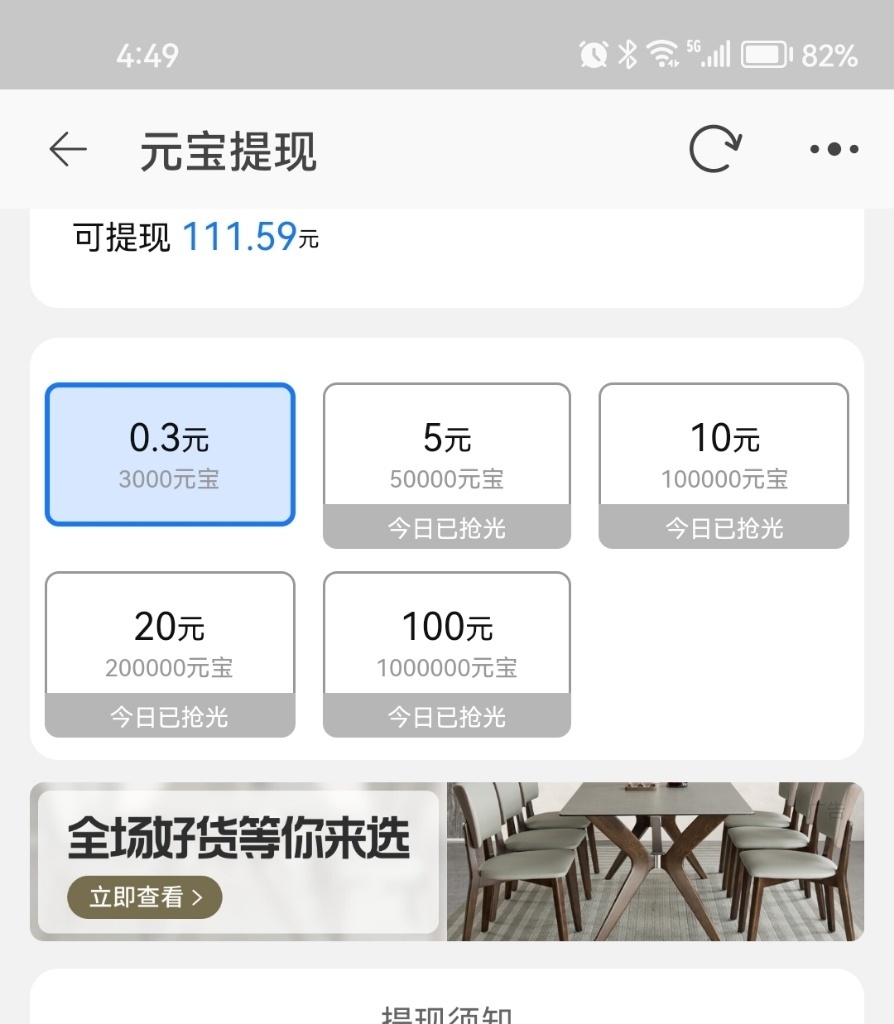 4:49
5G
82%
元宝提现
可提现 111.59元
0.3元
3000元宝
5元
50000元宝
今日已抢光
10元
100000元宝
今日已抢光
20元
200000元宝
今日已抢光
100元
1000000元宝
今日已抢光
全场好货等你来选
立即查看 >
广告
提现须知